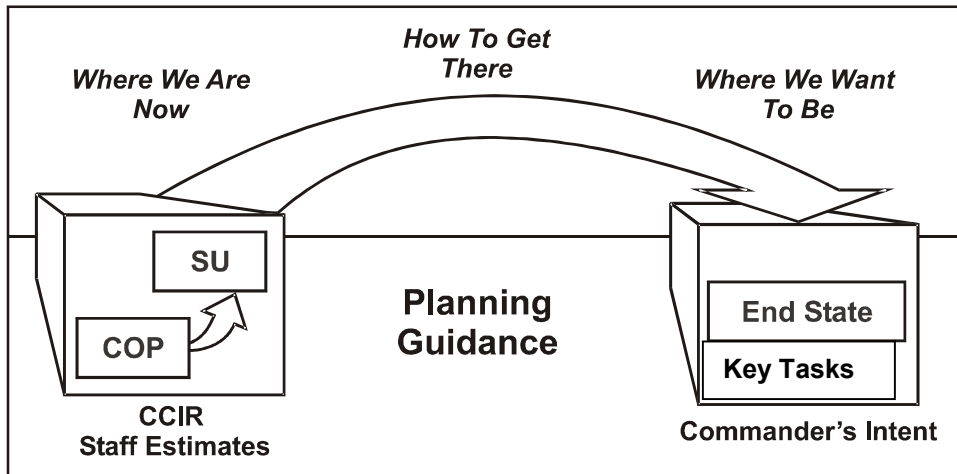 Where We Are
Now
How To Get
There
Where We Want
To Be
SU
COP
CCIR
Staff Estimates
Planning
Guidance
End State
Key Tasks
Commander’s Intent